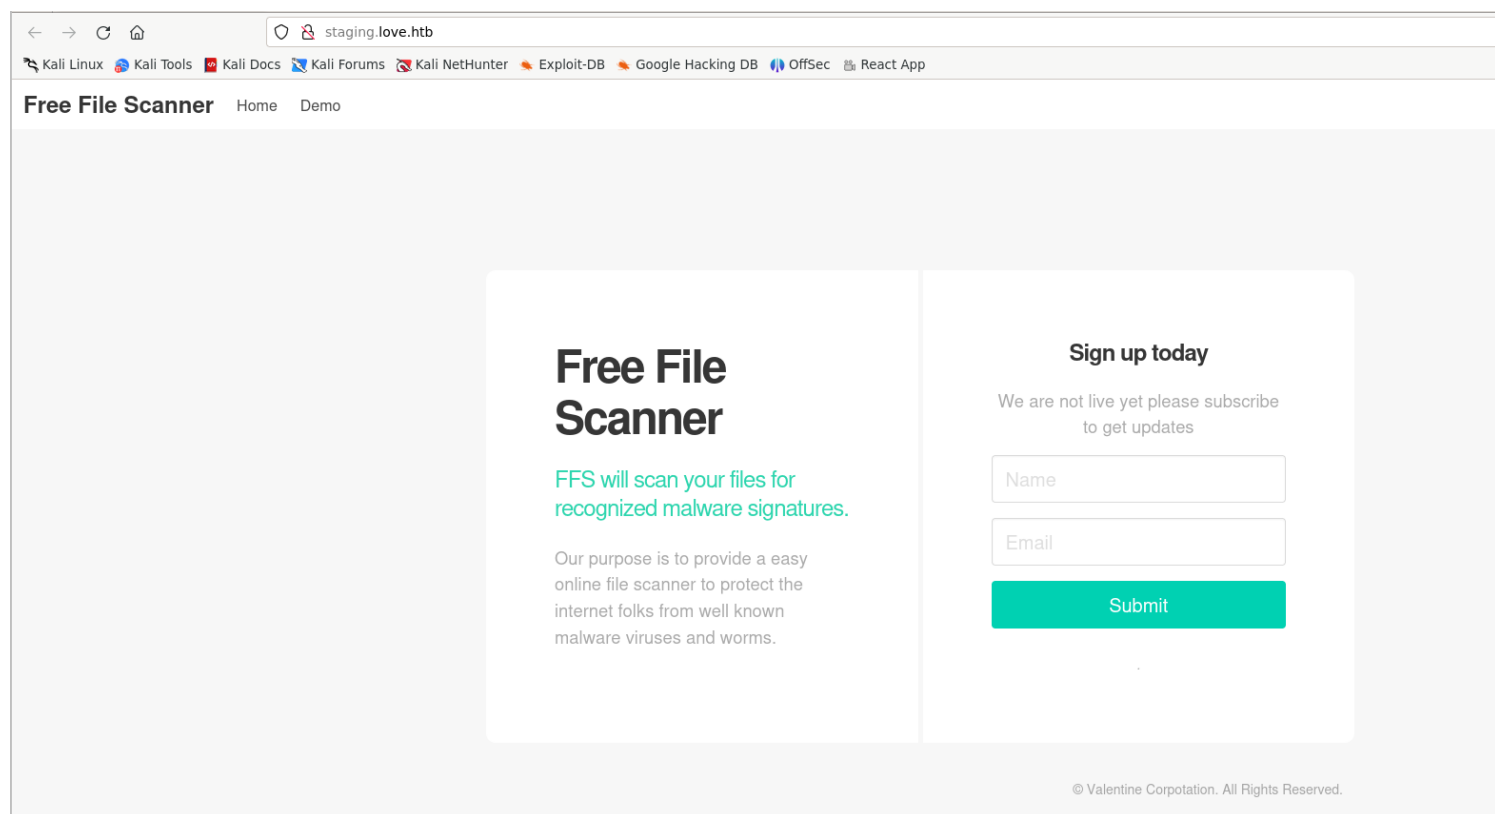 staging.love.htb
Kali Linux Kali Tools Kali Docs Kali Forums Kali NetHunter Exploit-DB Google Hacking DB OffSec React App
Free File Scanner Home Demo
Free File
Scanner
FFS will scan your files for
recognized malware signatures.
Our purpose is to provide a easy
online file scanner to protect the
internet folks from well known
malware viruses and worms.
Sign up today
We are not live yet please subscribe
to get updates
Name
Email
Submit
.
© Valentine Corpotation. All Rights Reserved.